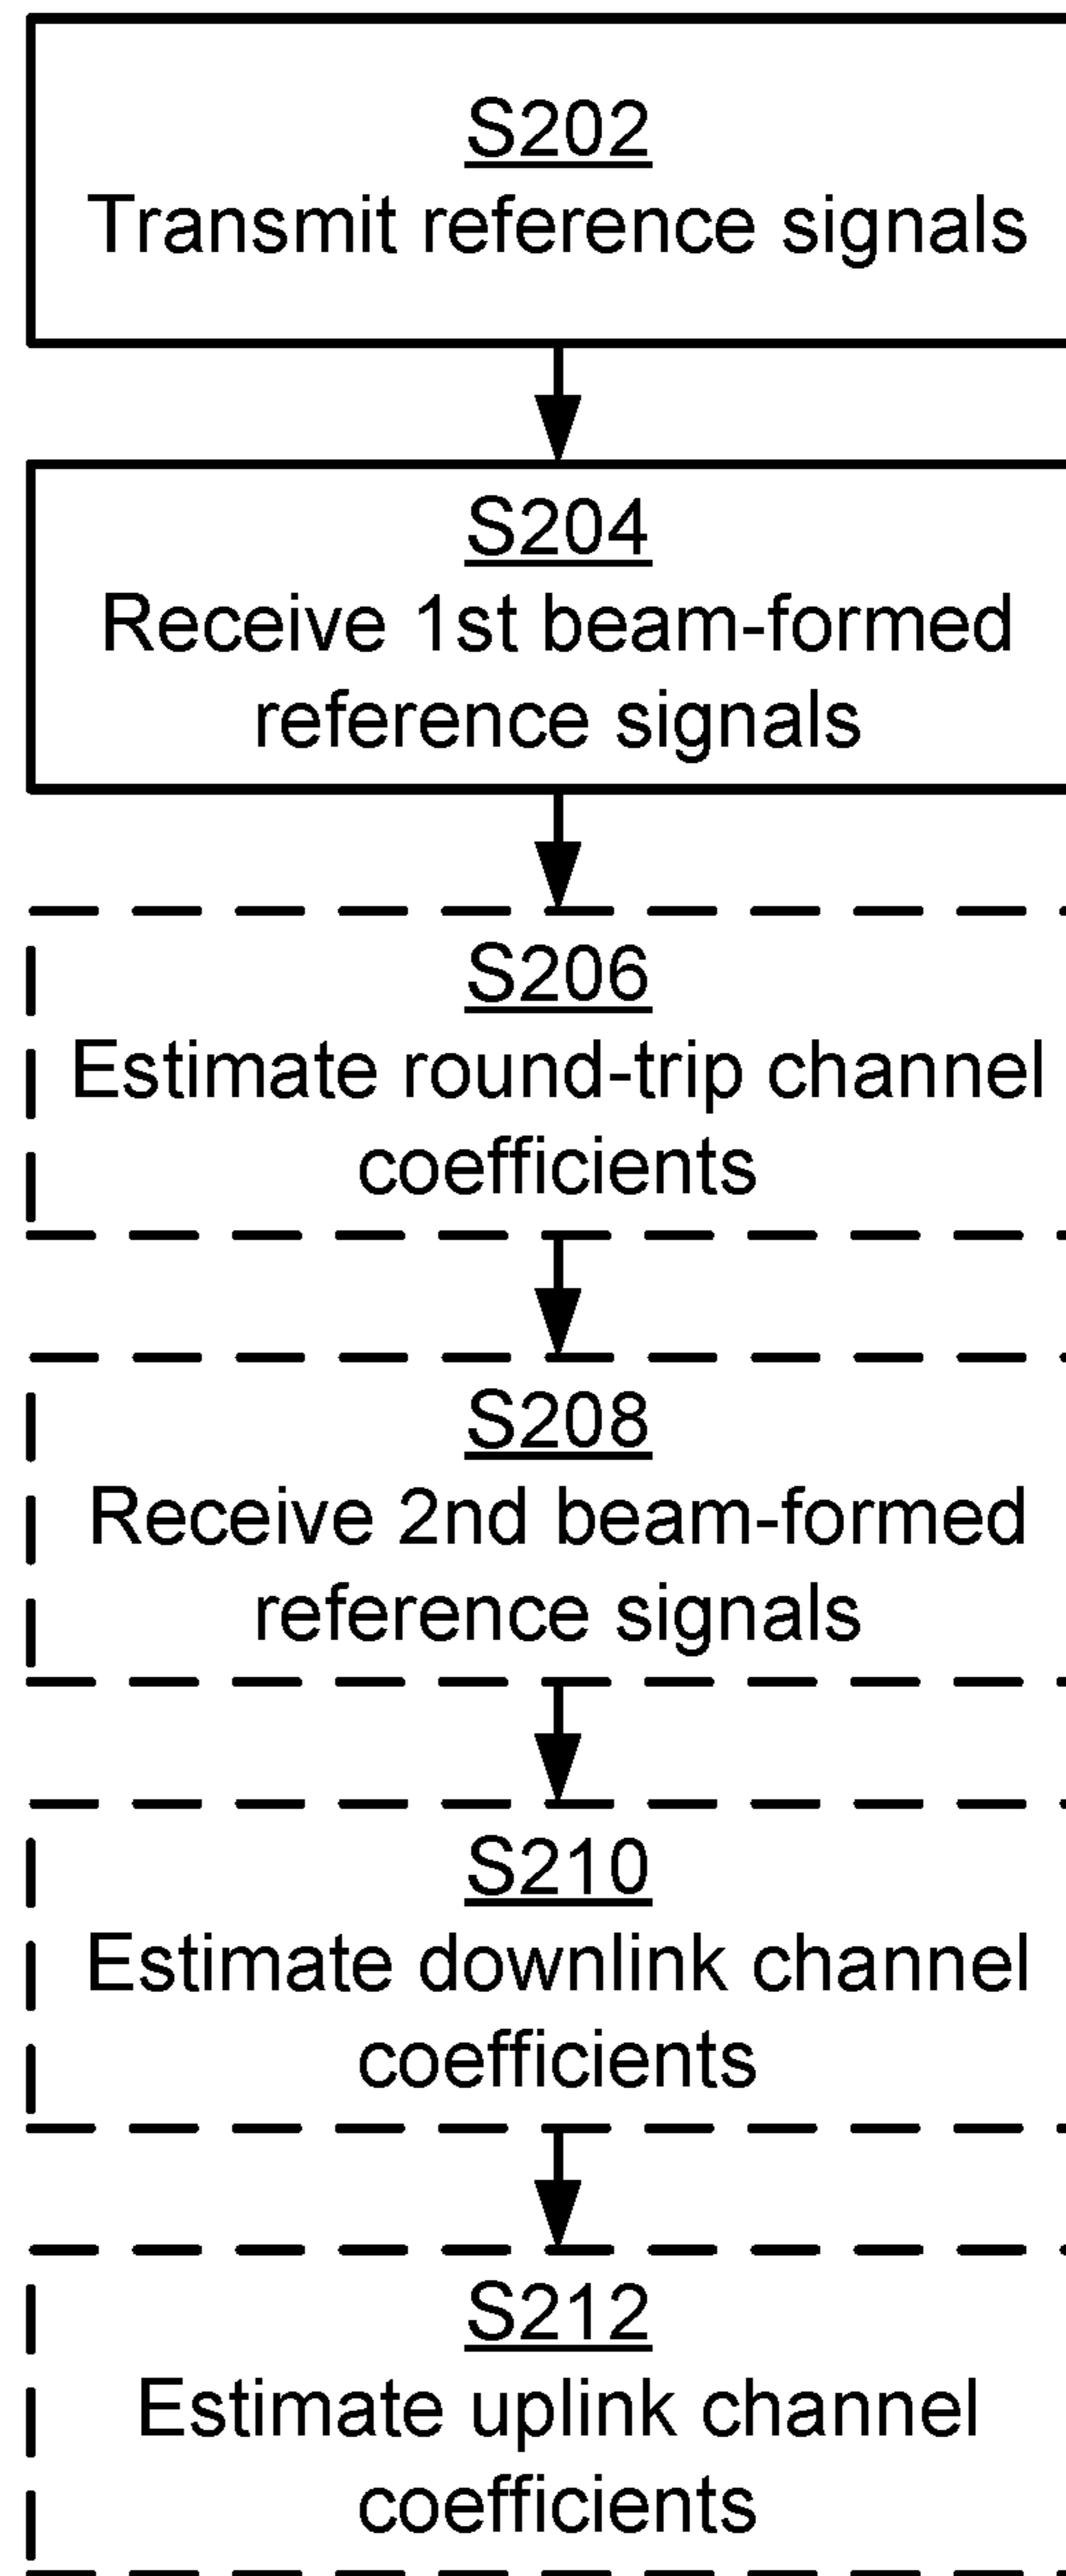 S202
Transmit reference signals
S204
Receive 1st beam-formed
reference signals
S206
Estimate round-trip channel
coefficients
S208
Receive 2nd beam-formed
reference signals
S210
Estimate downlink channel
coefficients
S212
Estimate uplink channel
coefficients